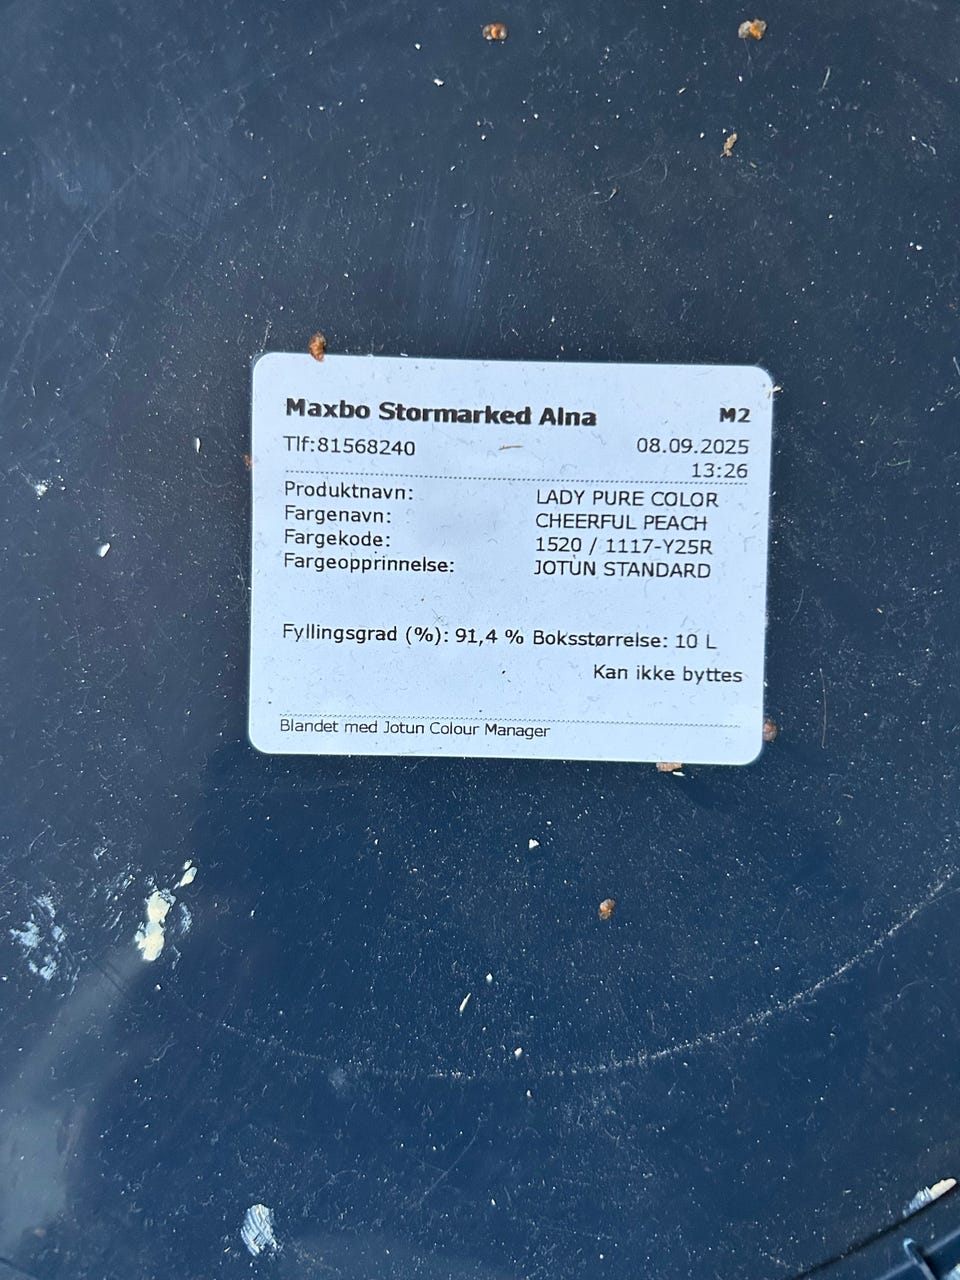 Maxbo Stormarked Alna M2
Tlf:81568240 08.09.2025
13:26
Produktnavn: LADY PURE COLOR
Fargenavn: CHEERFUL PEACH
Fargekode: 1520 / 1117-Y25R
Fargeopprinnelse: JOTUN STANDARD
Fyllingsgrad (%): 91,4 % Boksstørrelse: 10 L
Kan ikke byttes
Blandet med Jotun Colour Manager